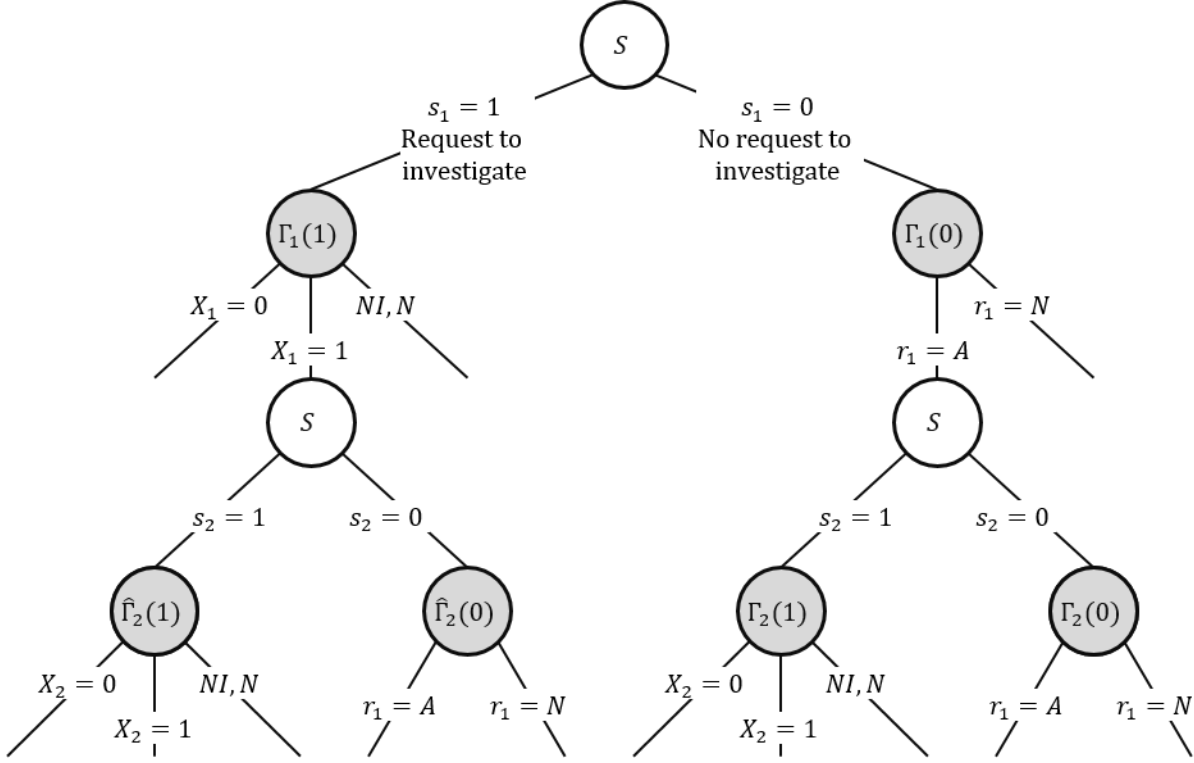 S
s₁ = 1
Request to
investigate
s₁ = 0
No request to
investigate
Γ₁(1)
Γ₁(0)
X₁ = 0
NI, N
X₁ = 1
r₁ = N
r₁ = A
S
S
s₂ = 1
s₂ = 0
s₂ = 1
s₂ = 0
Γ̂₂(1)
Γ̂₂(0)
Γ₂(1)
Γ₂(0)
X₂ = 0
NI, N
X₂ = 1
r₁ = A
r₁ = N
X₂ = 0
NI, N
X₂ = 1
r₁ = A
r₁ = N